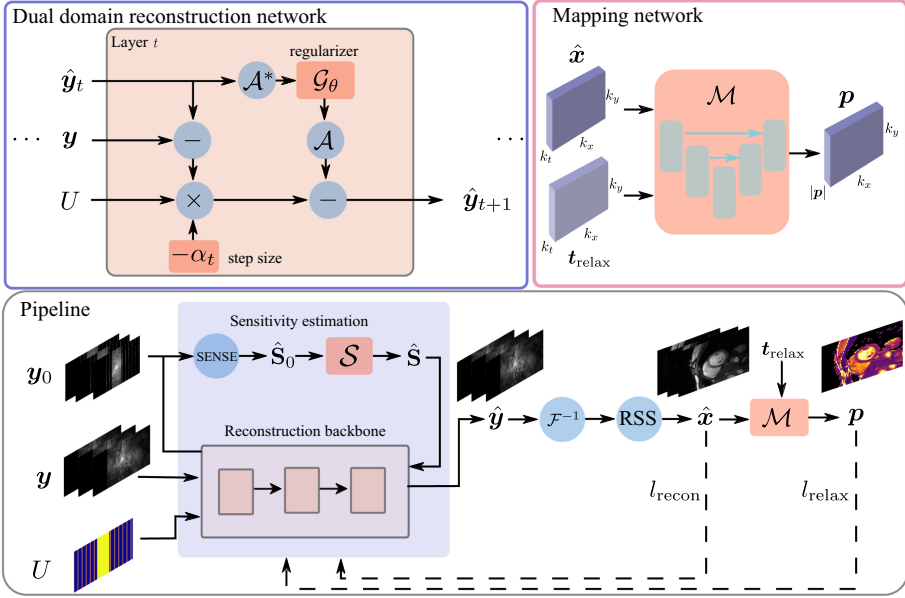 Dual domain reconstruction network
Layer t
regularizer
ŷ_t
𝒜*
𝒢_θ
···
y
−
𝒜
···
U
×
−
ŷ_{t+1}
−α_t
step size
Mapping network
x̂
k_y
k_t
k_x
ℳ
p
k_y
k_x
|p|
k_y
k_t
k_x
t_relax
Pipeline
Sensitivity estimation
y_0
SENSE
Ŝ_0
𝒮
Ŝ
t_relax
Reconstruction backbone
ŷ
ℱ^{−1}
RSS
x̂
ℳ
p
y
l_recon
l_relax
U